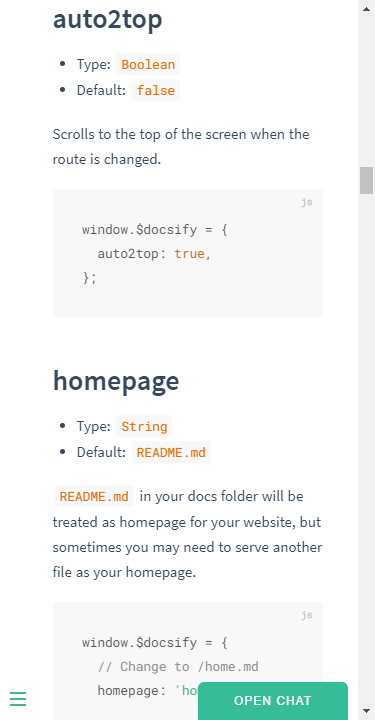 auto2top
• Type: Boolean
• Default: false
Scrolls to the top of the screen when the
route is changed.
js
window.$docsify = {
  auto2top: true,
};
homepage
• Type: String
• Default: README.md
README.md in your docs folder will be
treated as homepage for your website, but
sometimes you may need to serve another
file as your homepage.
js
window.$docsify = {
  // Change to /home.md
  homepage:
OPEN CHAT